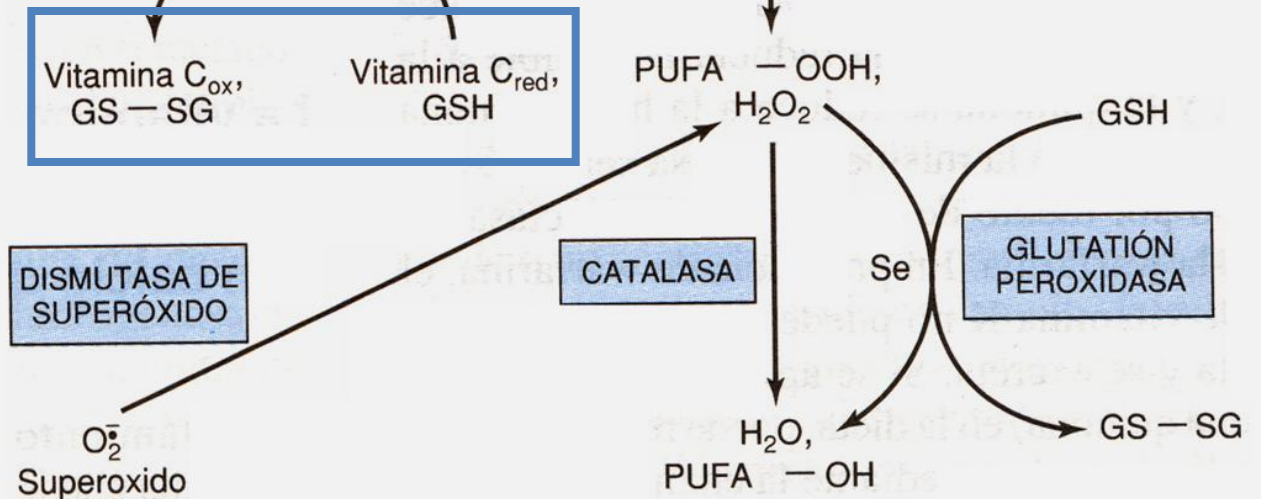 Vitamina Cox,
GS — SG
Vitamina Cred,
GSH
PUFA — OOH,
H2O2
GSH
DISMUTASA DE
SUPERÓXIDO
CATALASA
Se
GLUTATIÓN
PEROXIDASA
O2•−
Superoxido
H2O,
PUFA — OH
GS — SG